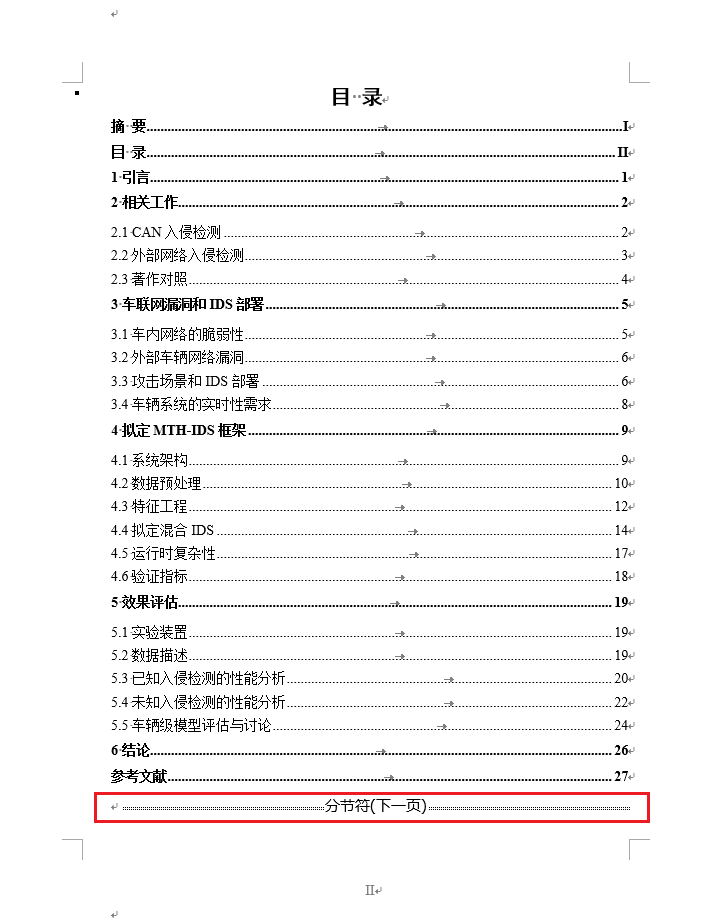 目 录
摘 要 I
目 录 II
1 引言 1
2 相关工作 2
2.1 CAN 入侵检测 2
2.2 外部网络入侵检测 3
2.3 著作对照 4
3 车联网漏洞和 IDS 部署 5
3.1 车内网络的脆弱性 5
3.2 外部车辆网络漏洞 6
3.3 攻击场景和 IDS 部署 6
3.4 车辆系统的实时性需求 8
4 拟定 MTH-IDS 框架 9
4.1 系统架构 9
4.2 数据预处理 10
4.3 特征工程 12
4.4 拟定混合 IDS 14
4.5 运行时复杂性 17
4.6 验证指标 18
5 效果评估 19
5.1 实验装置 19
5.2 数据描述 19
5.3 已知入侵检测的性能分析 20
5.4 未知入侵检测的性能分析 22
5.5 车辆级模型评估与讨论 24
6 结论 26
参考文献 27
分节符(下一页)
II